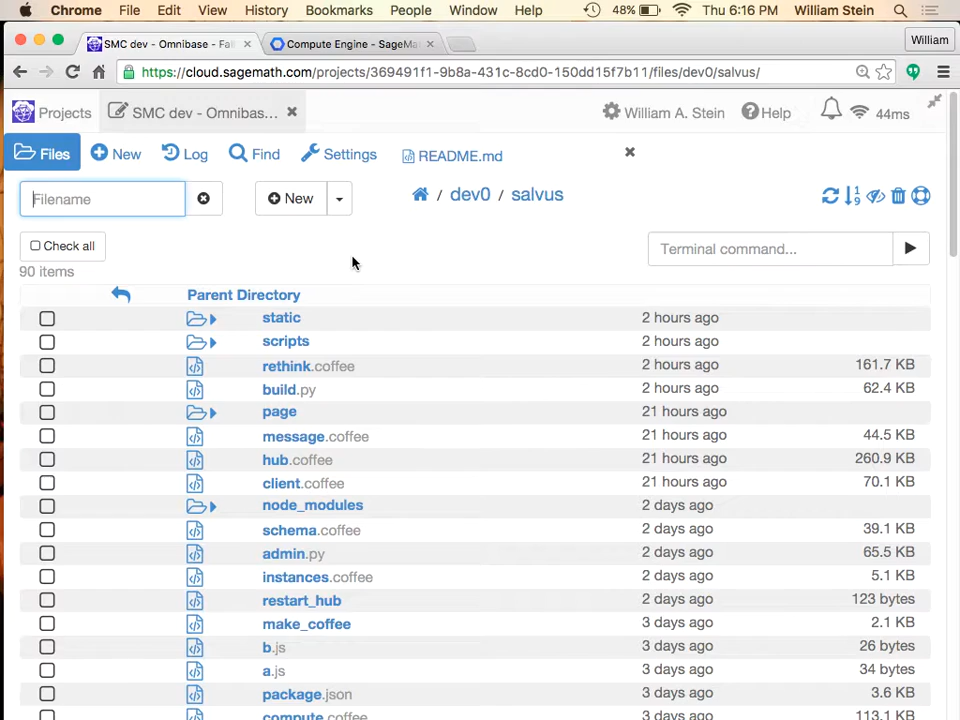 Chrome File Edit View History Bookmarks People Window Help 48% Thu 6:16 PM William Stein
SMC dev - Omnibase - Fai Compute Engine - SageMa William
https://cloud.sagemath.com/projects/369491f1-9b8a-431c-8cd0-150dd15f7b11/files/dev0/salvus/
Projects SMC dev - Omnibas... William A. Stein Help 44ms
Files New Log Find Settings README.md
Filename New / dev0 / salvus
Check all Terminal command...
90 items
Parent Directory
static 2 hours ago
scripts 2 hours ago
rethink.coffee 2 hours ago 161.7 KB
build.py 2 hours ago 62.4 KB
page 21 hours ago
message.coffee 21 hours ago 44.5 KB
hub.coffee 21 hours ago 260.9 KB
client.coffee 21 hours ago 70.1 KB
node_modules 2 days ago
schema.coffee 2 days ago 39.1 KB
admin.py 2 days ago 65.5 KB
instances.coffee 2 days ago 5.1 KB
restart_hub 2 days ago 123 bytes
make_coffee 3 days ago 2.1 KB
b.js 3 days ago 26 bytes
a.js 3 days ago 34 bytes
package.json 3 days ago 3.6 KB
compute.coffee 3 days ago 113.1 KB